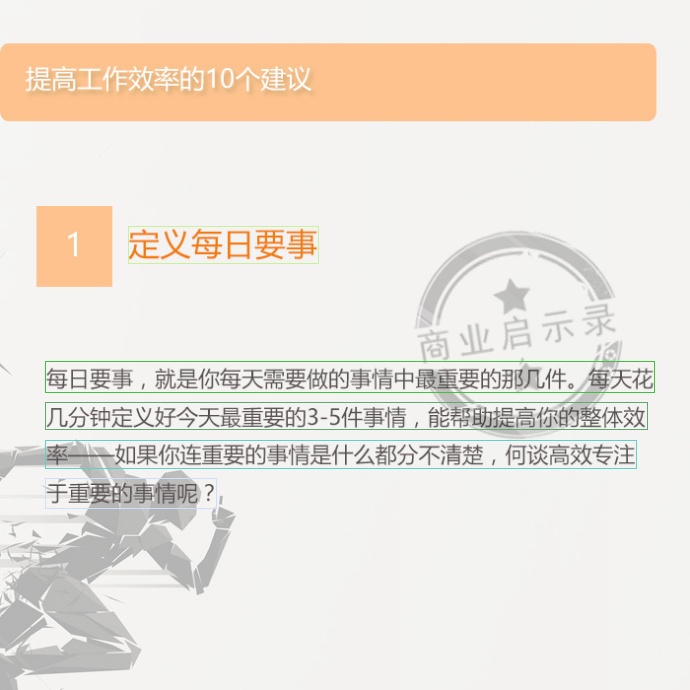 提高工作效率的10个建议
1
定义每日要事
商业启示录
每日要事，就是你每天需要做的事情中最重要的那几件。每天花
几分钟定义好今天最重要的3-5件事情，能帮助提高你的整体效
率——如果你连重要的事情是什么都分不清楚，何谈高效专注
于重要的事情呢？